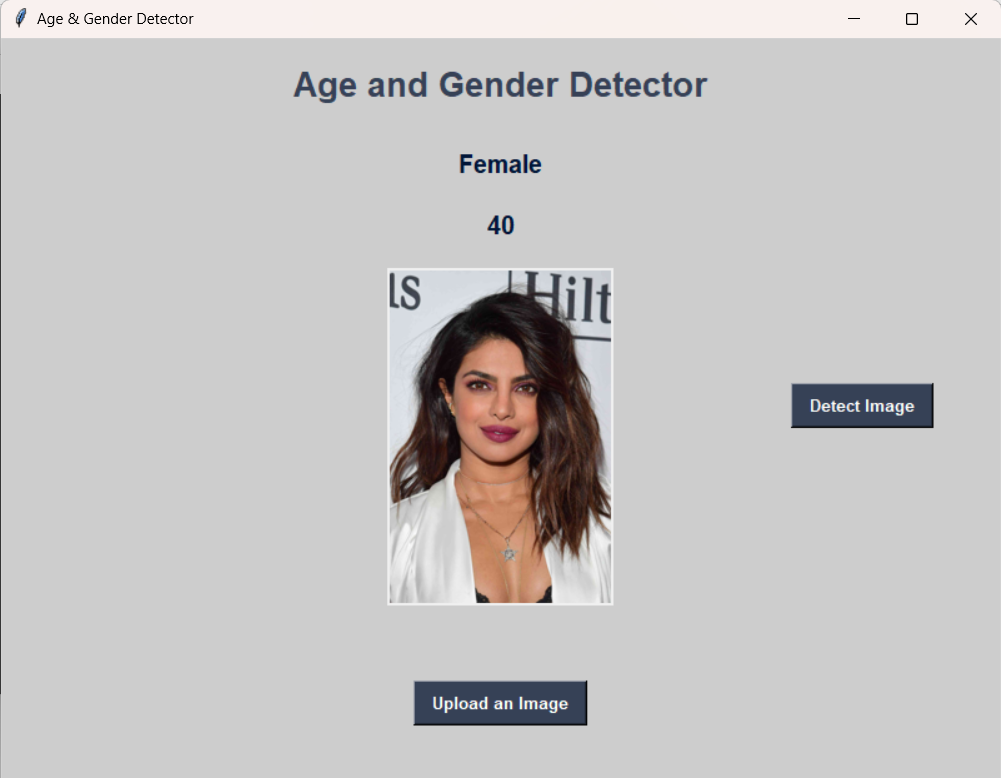 Age & Gender Detector
Age and Gender Detector
Female
40
ls
Hilt
Detect Image
Upload an Image